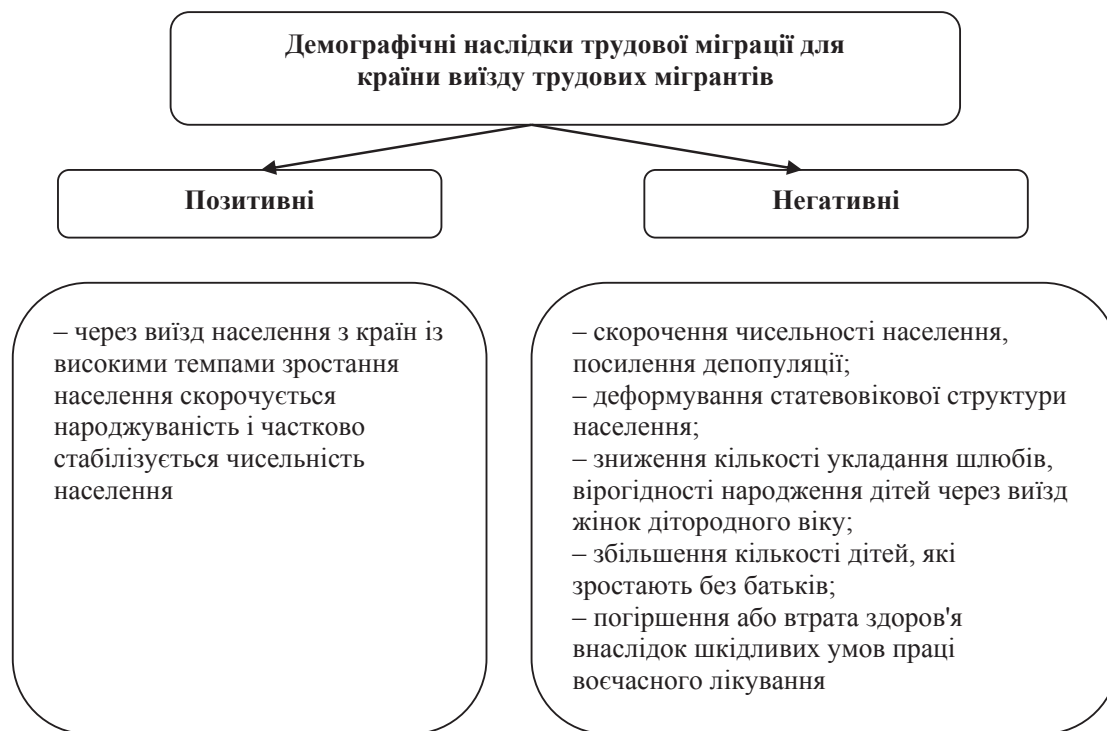 Демографічні наслідки трудової міграції для
країни виїзду трудових мігрантів
Позитивні
Негативні
– через виїзд населення з країн із
високими темпами зростання
населення скорочується
народжуваність і частково
стабілізується чисельність
населення
– скорочення чисельності населення,
посилення депопуляції;
– деформування статевовікової структури
населення;
– зниження кількості укладання шлюбів,
вірогідності народження дітей через виїзд
жінок дітородного віку;
– збільшення кількості дітей, які
зростають без батьків;
– погіршення або втрата здоров'я
внаслідок шкідливих умов праці
воєчасного лікування